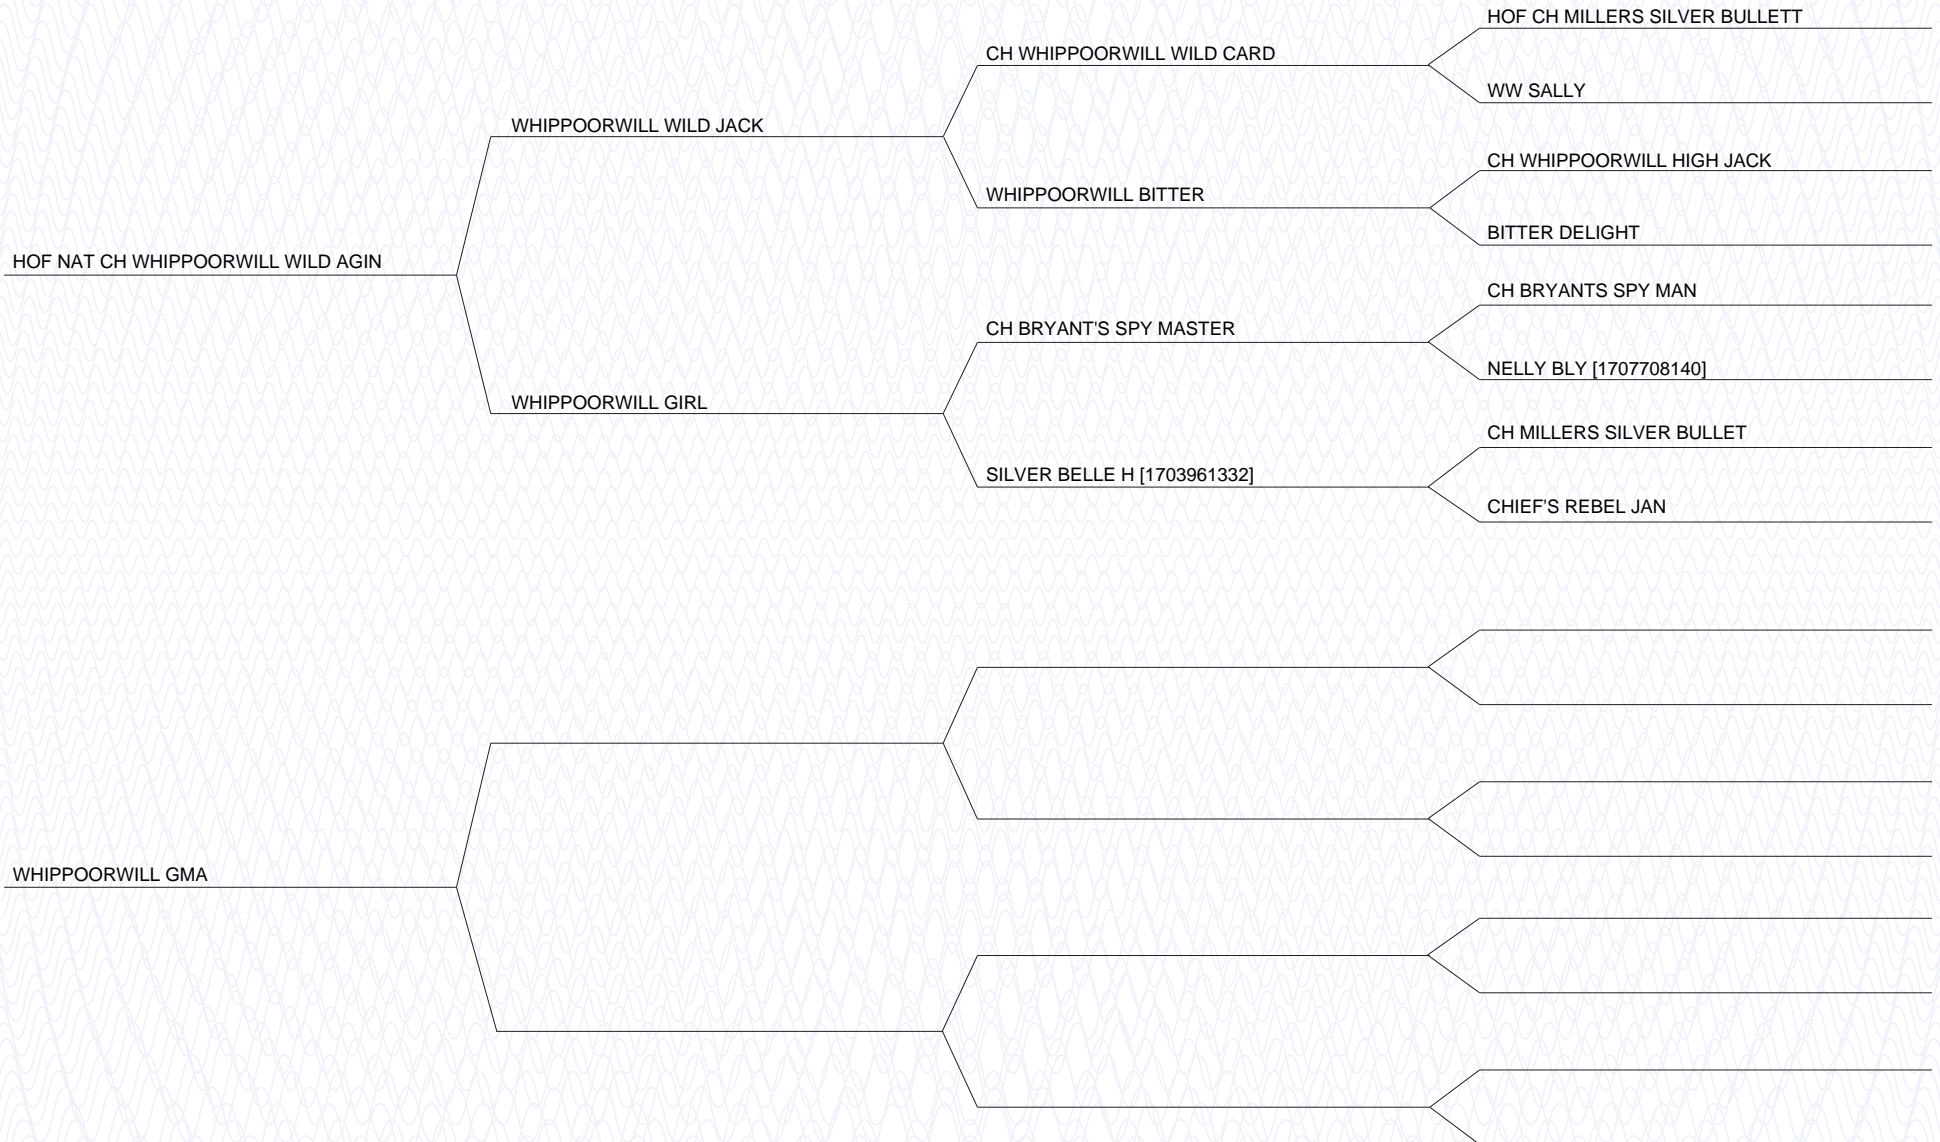 HOF CH MILLERS SILVER BULLETT
CH WHIPPOORWILL WILD CARD
WW SALLY
WHIPPOORWILL WILD JACK
CH WHIPPOORWILL HIGH JACK
WHIPPOORWILL BITTER
BITTER DELIGHT
HOF NAT CH WHIPPOORWILL WILD AGIN
CH BRYANTS SPY MAN
CH BRYANT'S SPY MASTER
NELLY BLY [1707708140]
WHIPPOORWILL GIRL
CH MILLERS SILVER BULLET
SILVER BELLE H [1703961332]
CHIEF'S REBEL JAN
WHIPPOORWILL GMA